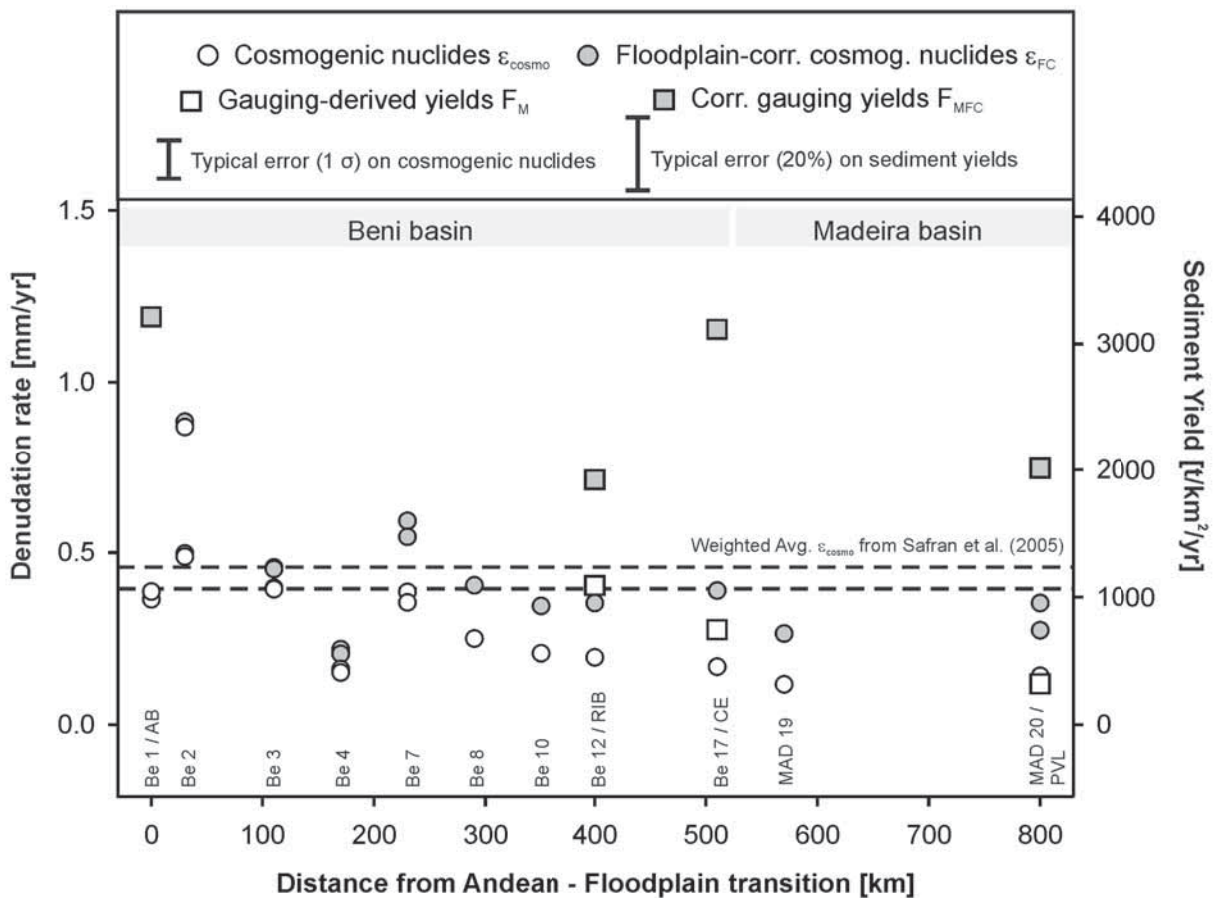 Cosmogenic nuclides εcosmo
Floodplain-corr. cosmog. nuclides εFC
Gauging-derived yields FM
Corr. gauging yields FMFC
Typical error (1 σ) on cosmogenic nuclides
Typical error (20%) on sediment yields
Beni basin
Madeira basin
Denudation rate [mm/yr]
1.5
1.0
0.5
0.0
Sediment Yield [t/km²/yr]
4000
3000
2000
1000
0
Weighted Avg. εcosmo from Safran et al. (2005)
Be 1 / AB
Be 2
Be 3
Be 4
Be 7
Be 8
Be 10
Be 12 / RIB
Be 17 / CE
MAD 19
MAD 20 /
PVL
0 100 200 300 400 500 600 700 800
Distance from Andean - Floodplain transition [km]